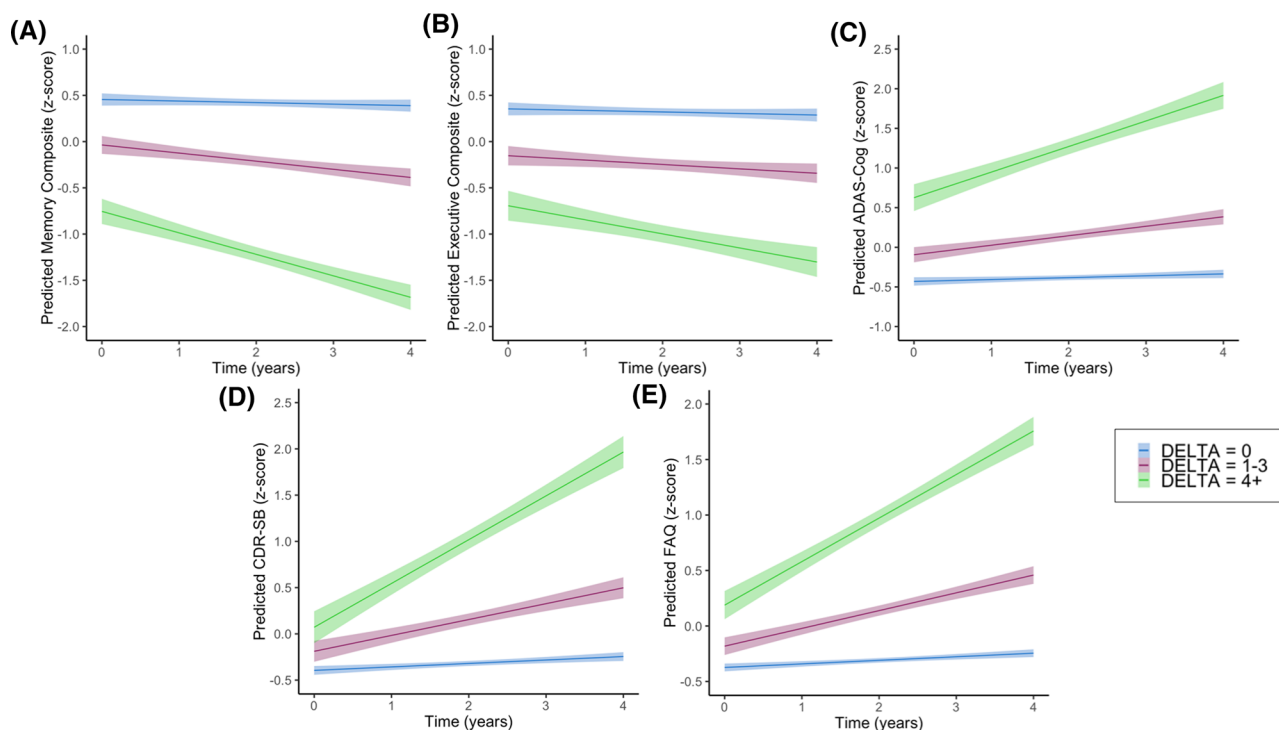 (A)
Predicted Memory Composite (z-score)
1.0
0.5
0.0
-0.5
-1.0
-1.5
-2.0
0 1 2 3 4
Time (years)
(B)
Predicted Executive Composite (z-score)
1.0
0.5
0.0
-0.5
-1.0
-1.5
-2.0
0 1 2 3 4
Time (years)
(C)
Predicted ADAS-Cog (z-score)
2.5
2.0
1.5
1.0
0.5
0.0
-0.5
-1.0
0 1 2 3 4
Time (years)
(D)
Predicted CDR-SB (z-score)
2.5
2.0
1.5
1.0
0.5
0.0
-0.5
0 1 2 3 4
Time (years)
(E)
Predicted FAQ (z-score)
2.0
1.5
1.0
0.5
0.0
-0.5
0 1 2 3 4
Time (years)
DELTA = 0
DELTA = 1-3
DELTA = 4+